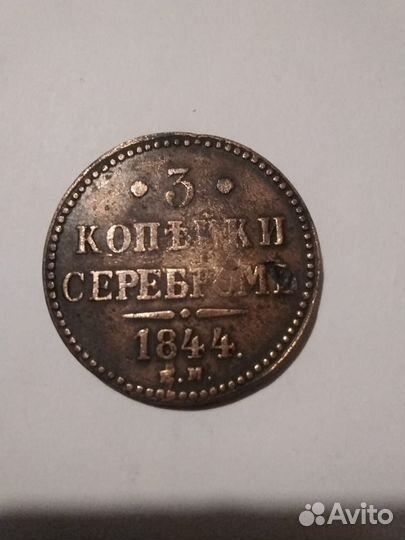 · 3 ·
КОПѢЙКИ
СЕРЕБРОМЪ
1844.
Е.М.
Avito